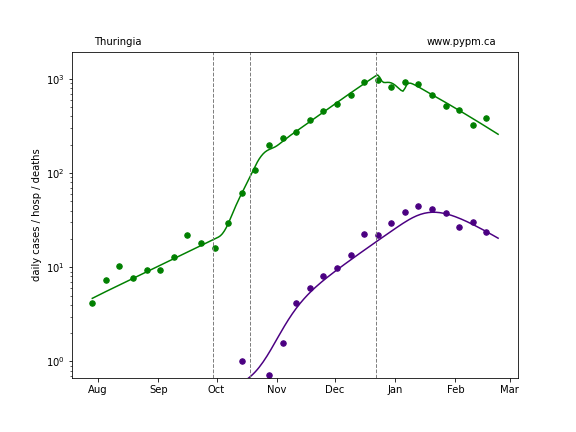 Thuringia www.pypm.ca
daily cases / hosp / deaths
10³
10²
10¹
10⁰
Aug Sep Oct Nov Dec Jan Feb Mar